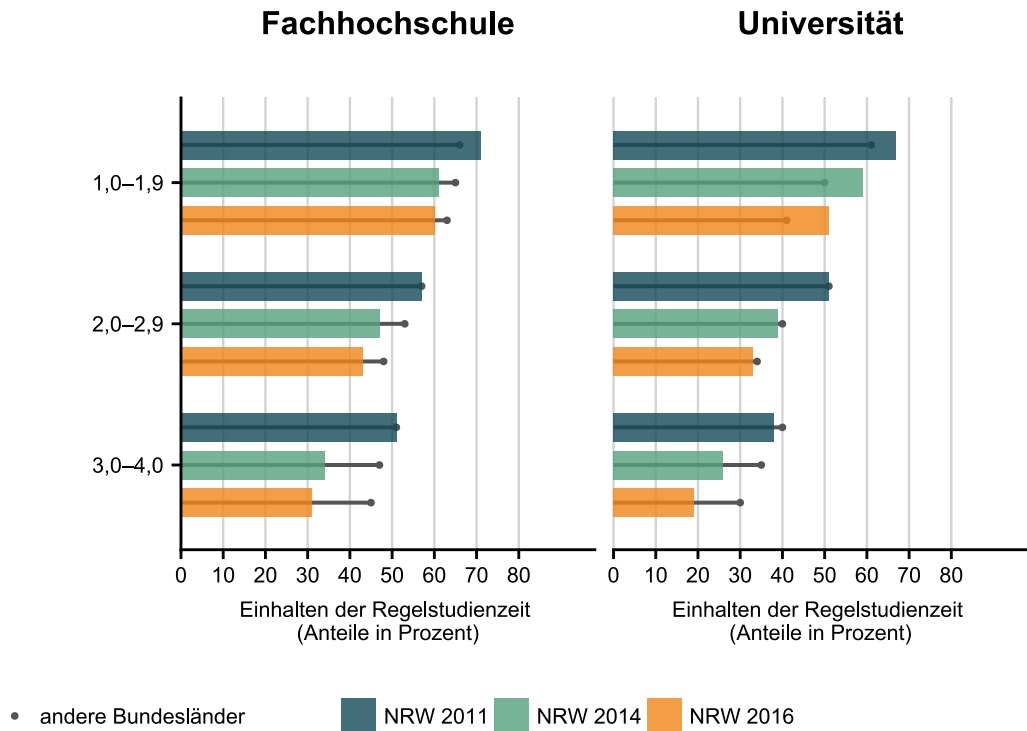 Fachhochschule
Universität
1,0–1,9
2,0–2,9
3,0–4,0
0 10 20 30 40 50 60 70 80
0 10 20 30 40 50 60 70 80
Einhalten der Regelstudienzeit
(Anteile in Prozent)
Einhalten der Regelstudienzeit
(Anteile in Prozent)
andere Bundesländer
NRW 2011
NRW 2014
NRW 2016